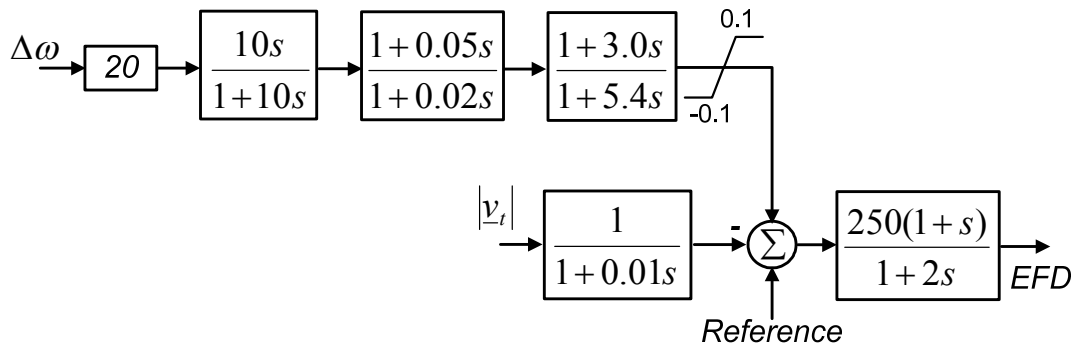 Δω
20
10s
1+10s
1+0.05s
1+0.02s
1+3.0s
1+5.4s
0.1
-0.1
|v_t|
1
1+0.01s
-
Σ
250(1+s)
1+2s
EFD
Reference